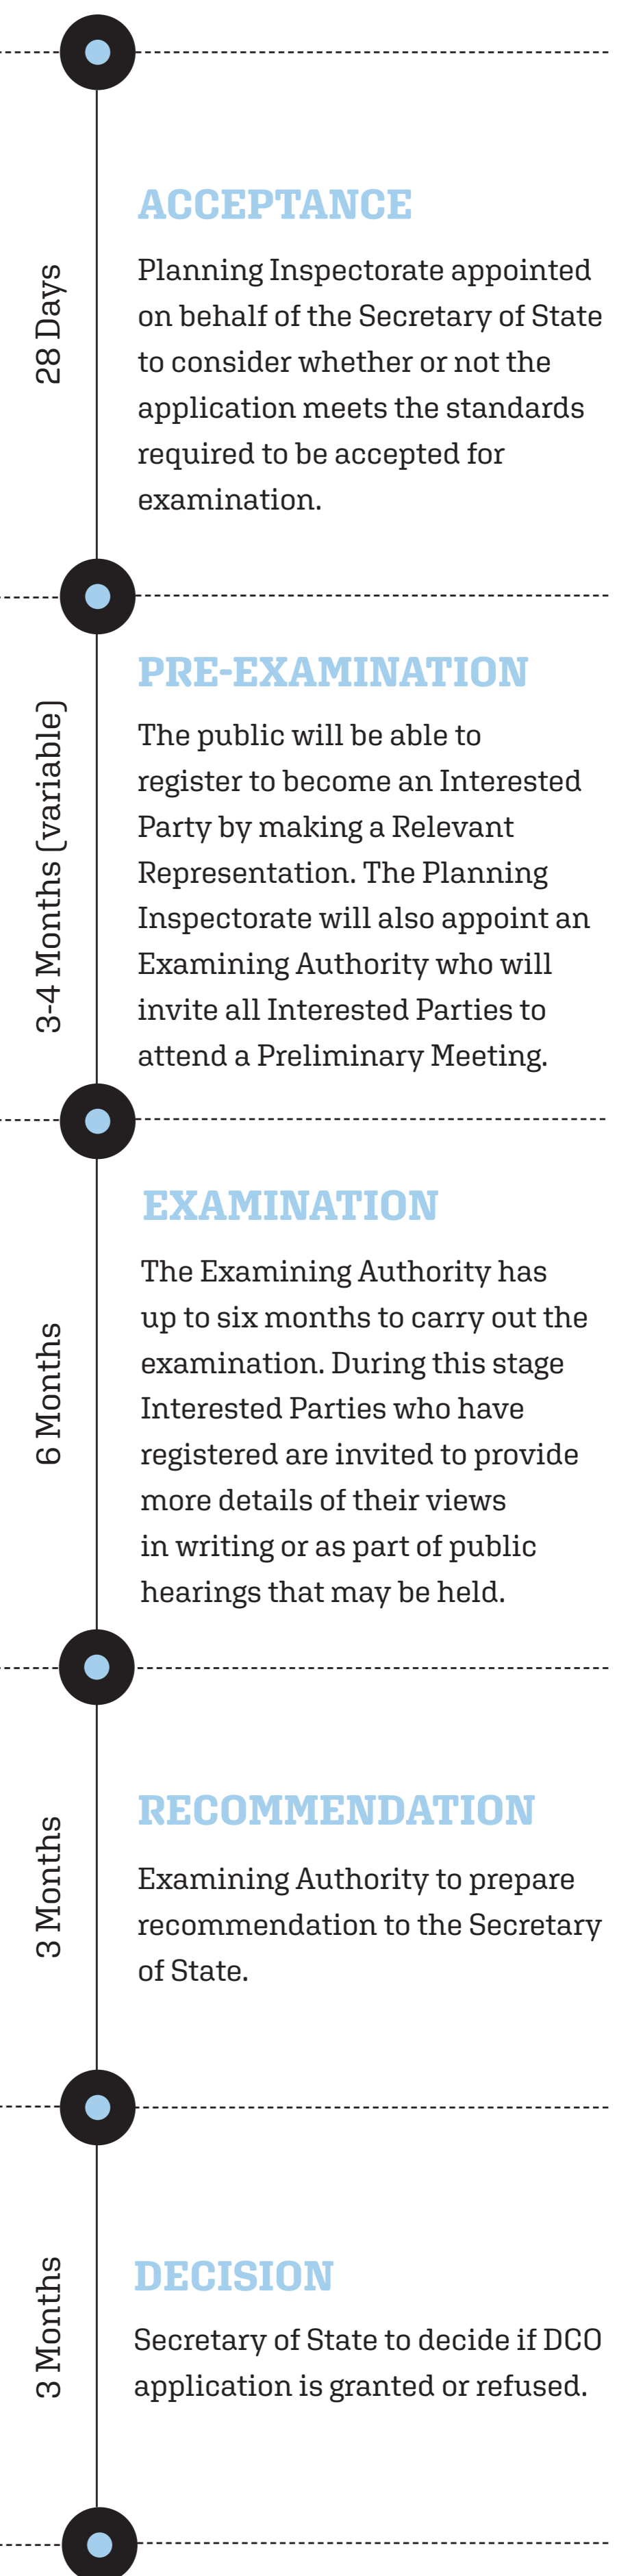 ACCEPTANCE
28 Days
Planning Inspectorate appointed
on behalf of the Secretary of State
to consider whether or not the
application meets the standards
required to be accepted for
examination.
PRE-EXAMINATION
3-4 Months (variable)
The public will be able to
register to become an Interested
Party by making a Relevant
Representation. The Planning
Inspectorate will also appoint an
Examining Authority who will
invite all Interested Parties to
attend a Preliminary Meeting.
EXAMINATION
6 Months
The Examining Authority has
up to six months to carry out the
examination. During this stage
Interested Parties who have
registered are invited to provide
more details of their views
in writing or as part of public
hearings that may be held.
RECOMMENDATION
3 Months
Examining Authority to prepare
recommendation to the Secretary
of State.
DECISION
3 Months
Secretary of State to decide if DCO
application is granted or refused.